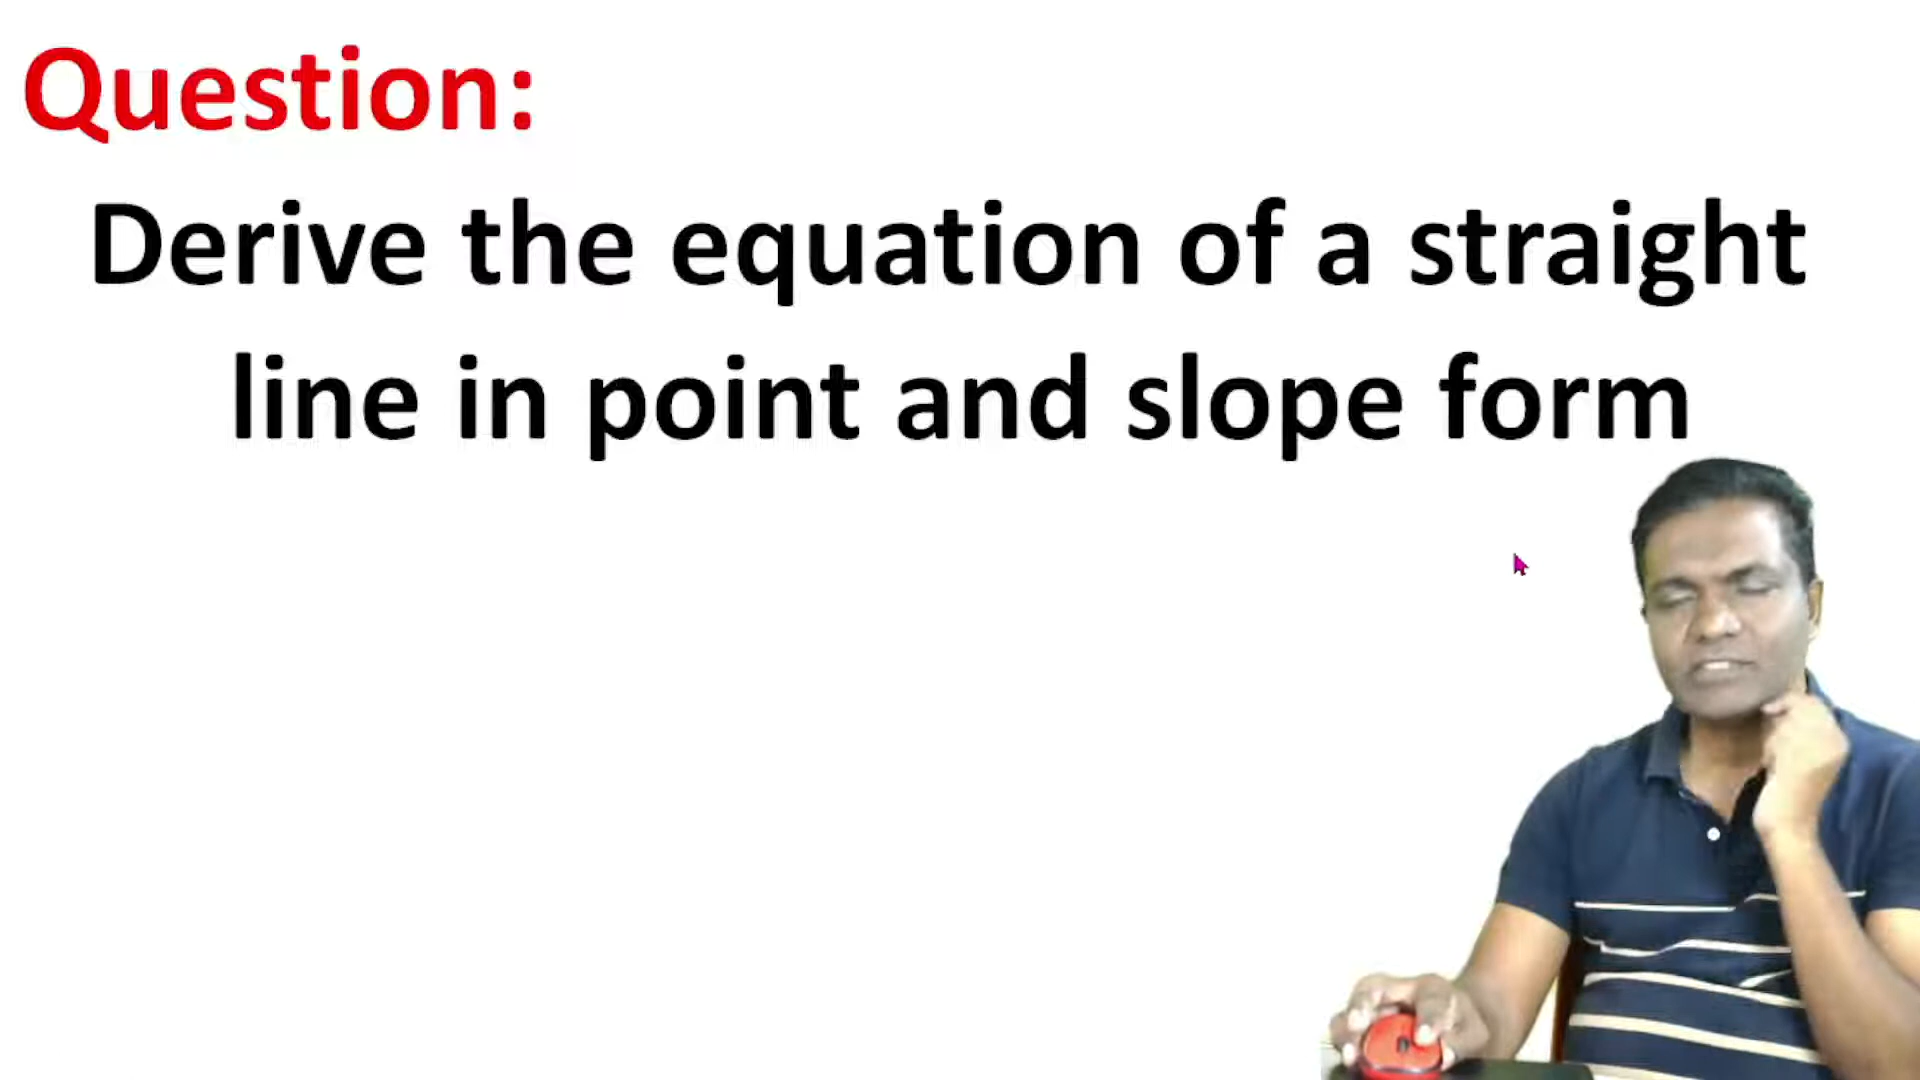 Question:
Derive the equation of a straight
line in point and slope form